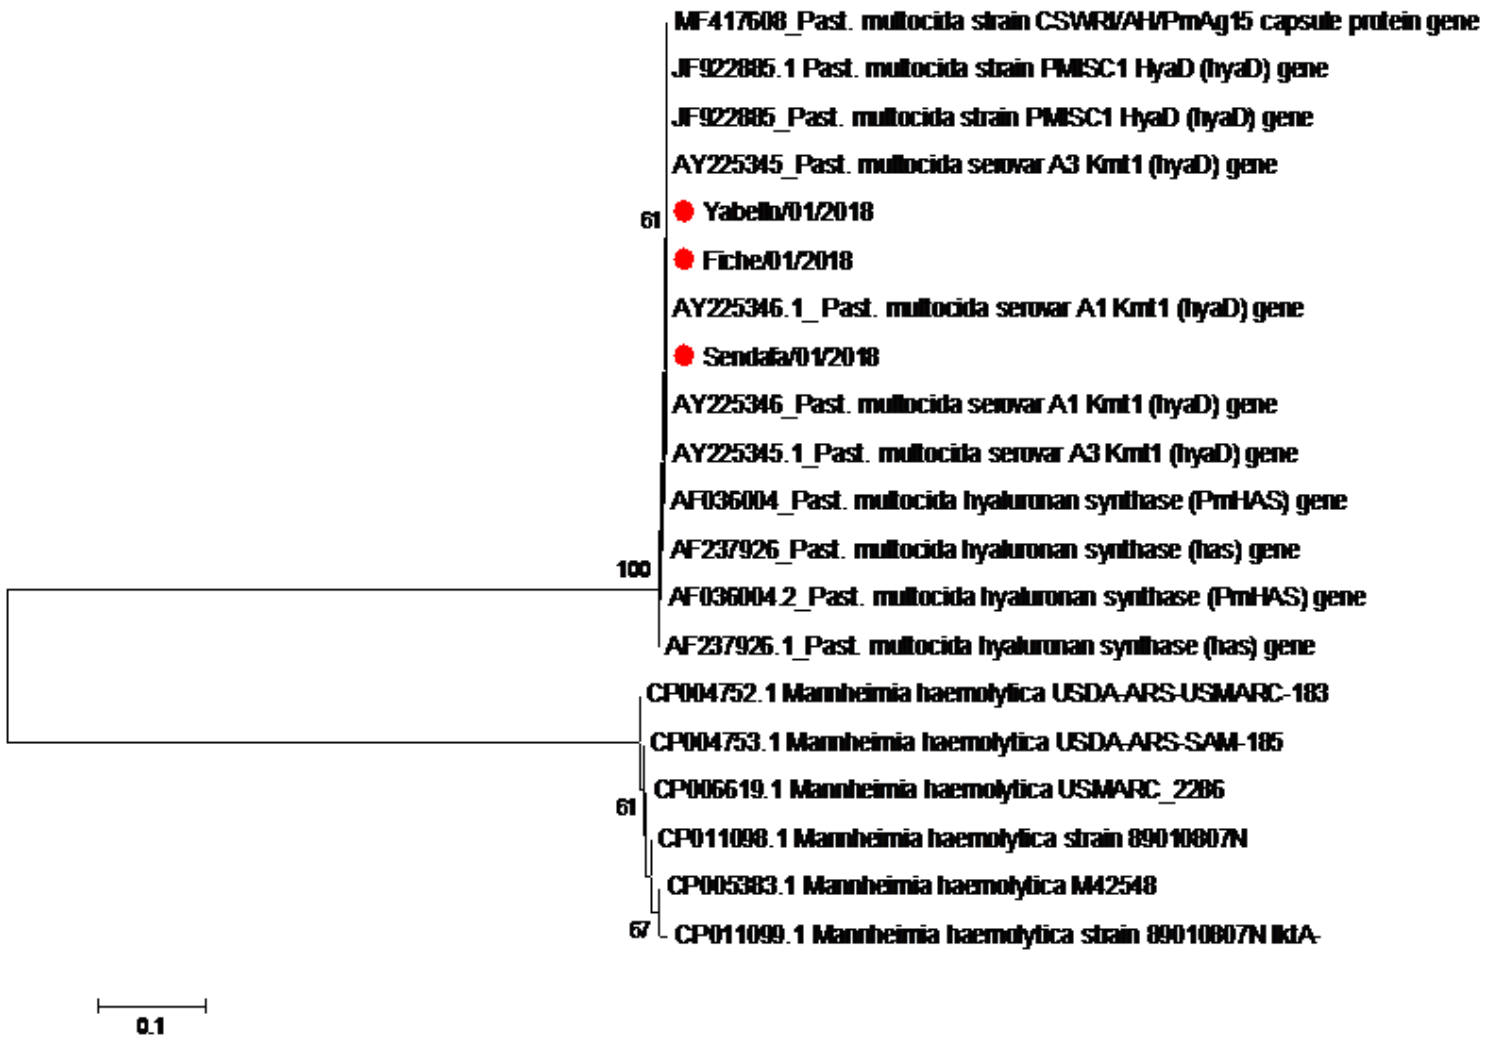 MF417608_Past. multocida strain CSWRI/AH/PmAg15 capsule protein gene
JF922885.1 Past. multocida strain PMISC1 HyaD (hyaD) gene
JF922885_Past. multocida strain PMISC1 HyaD (hyaD) gene
AY225345_Past. multocida serovar A3 Kmt1 (hyaD) gene
61
Yabello/01/2018
Fiche/01/2018
AY225346.1_ Past. multocida serovar A1 Kmt1 (hyaD) gene
Sendafa/01/2018
AY225346_Past. multocida serovar A1 Kmt1 (hyaD) gene
AY225345.1_Past. multocida serovar A3 Kmt1 (hyaD) gene
AF036004_Past. multocida hyaluronan synthase (PmHAS) gene
AF237926_Past. multocida hyaluronan synthase (has) gene
100
AF036004.2_Past. multocida hyaluronan synthase (PmHAS) gene
AF237926.1_Past. multocida hyaluronan synthase (has) gene
CP004752.1 Mannheimia haemolytica USDA-ARS-USMARC-183
CP004753.1 Mannheimia haemolytica USDA-ARS-SAM-185
CP006619.1 Mannheimia haemolytica USMARC_2286
61
CP011098.1 Mannheimia haemolytica strain 89010807N
CP005383.1 Mannheimia haemolytica M42548
67
CP011099.1 Mannheimia haemolytica strain 89010807N lktA-
0.1